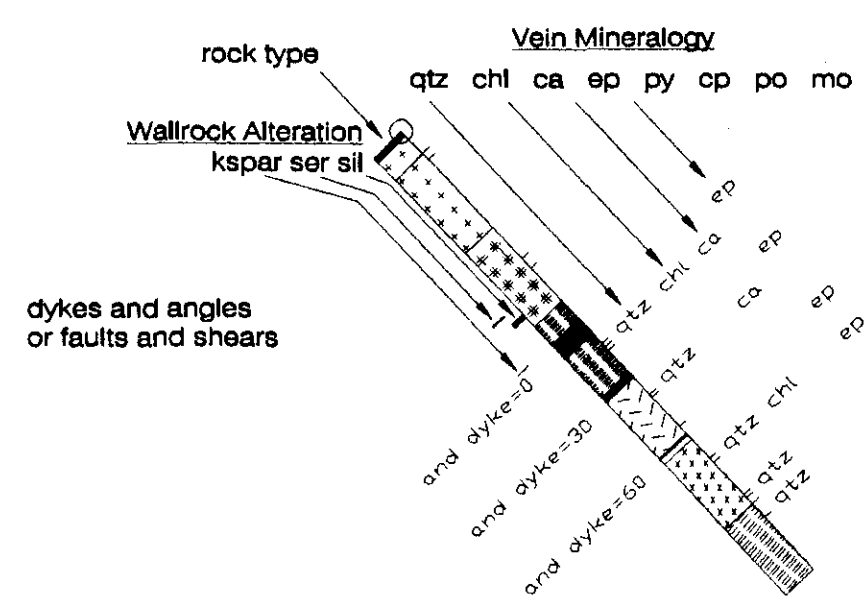 rock type
Vein Mineralogy
qtz chl ca ep py cp po mo
Wallrock Alteration
kspar ser sil
dykes and angles
or faults and shears
qtz chl ca ep
qtz ca ep
qtz chl ep
qtz ep
qtz
and dyke=0
and dyke=30
and dyke=60